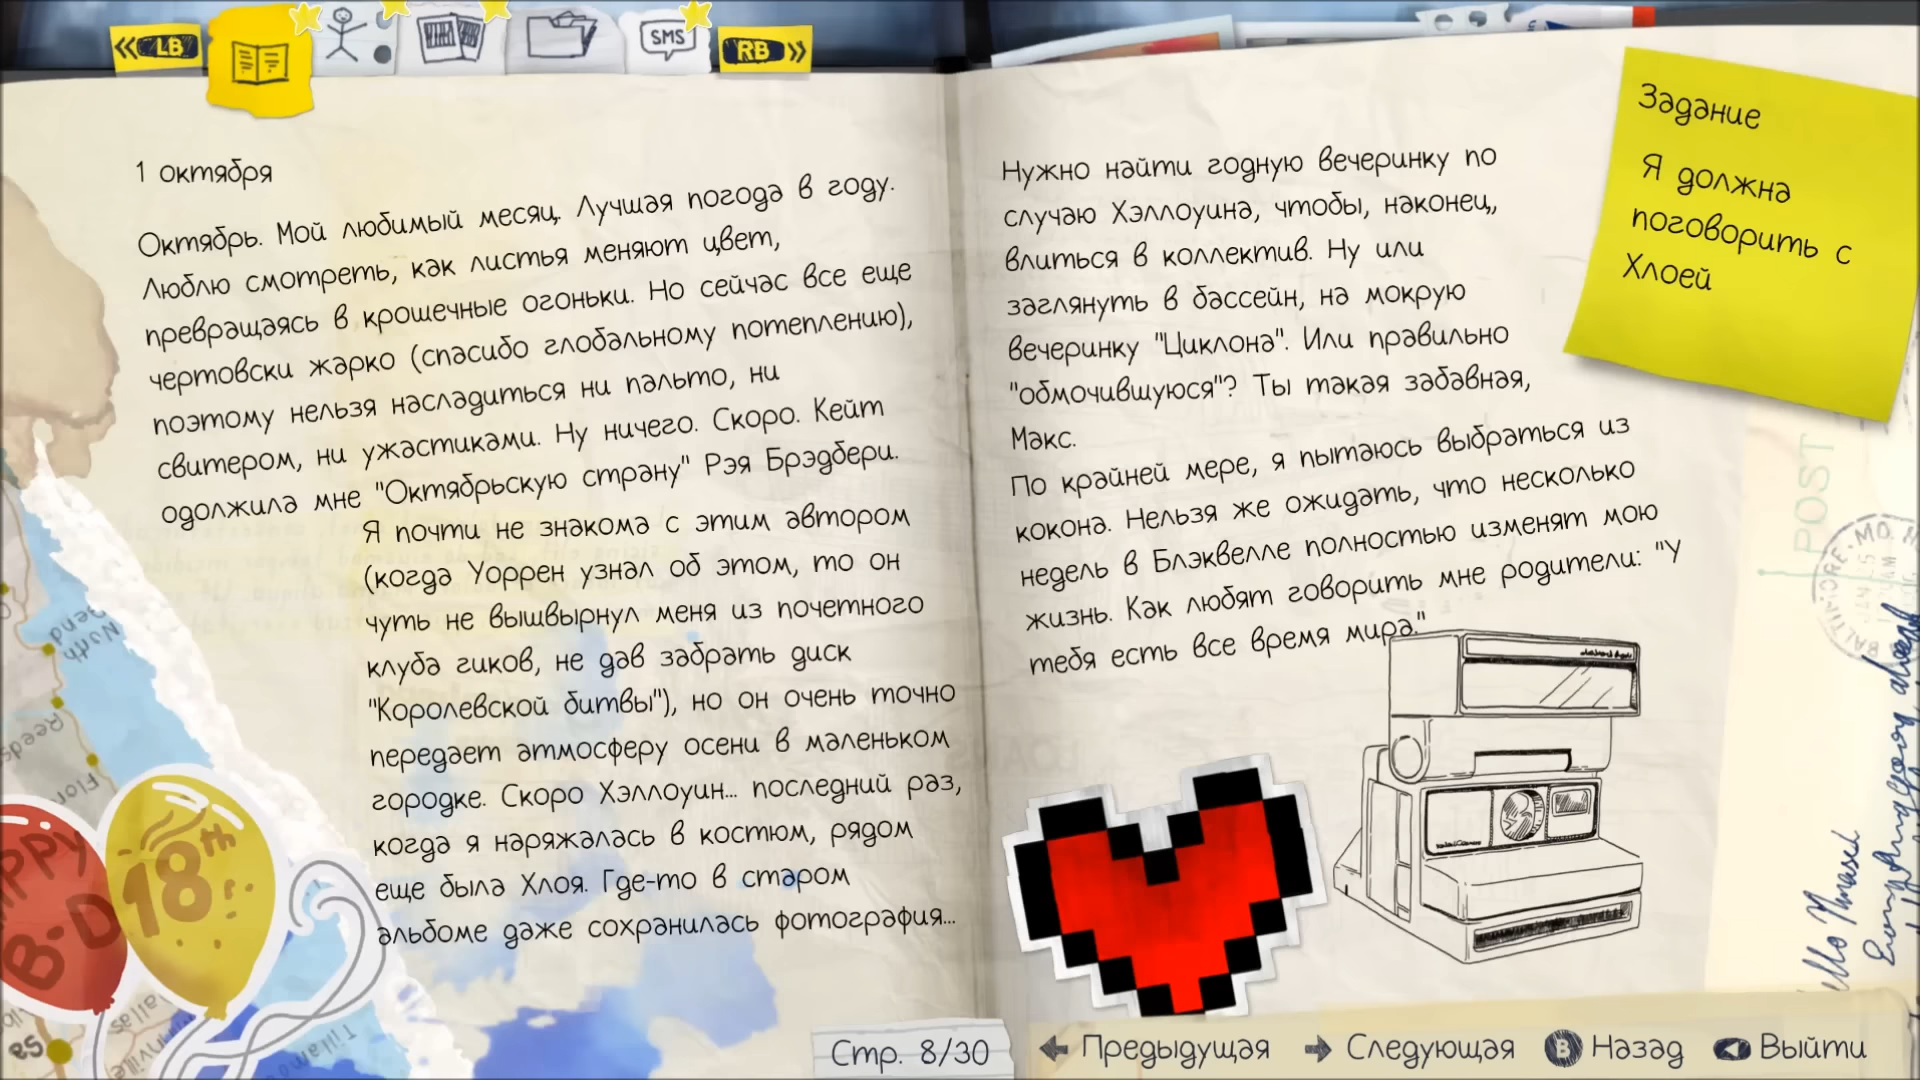 LB
SMS
RB
1 октября
Октябрь. Мой любимый месяц. Лучшая погода в году.
Люблю смотреть, как листья меняют цвет,
превращаясь в крошечные огоньки. Но сейчас все еще
чертовски жарко (спасибо глобальному потеплению),
поэтому нельзя насладиться ни пальто, ни
свитером, ни ужастиками. Ну ничего. Скоро. Кейт
одолжила мне "Октябрьскую страну" Рэя Брэдбери.
Я почти не знакома с этим автором
(когда Уоррен узнал об этом, то он
чуть не вышвырнул меня из почетного
клуба гиков, не дав забрать диск
"Королевской битвы"), но он очень точно
передает атмосферу осени в маленьком
городке. Скоро Хэллоуин... последний раз,
когда я наряжалась в костюм, рядом
еще была Хлоя. Где-то в старом
альбоме даже сохранилась фотография...
Нужно найти годную вечеринку по
случаю Хэллоуина, чтобы, наконец,
влиться в коллектив. Ну или
заглянуть в бассейн, на мокрую
вечеринку "Циклона". Или правильно
"обмочившуюся"? Ты такая забавная,
Макс.
По крайней мере, я пытаюсь выбраться из
кокона. Нельзя же ожидать, что несколько
недель в Блэквелле полностью изменят мою
жизнь. Как любят говорить мне родители: "У
тебя есть все время мира."
Задание
Я должна
поговорить с
Хлоей
POST
BALTIMORE, MD.
North
Bend
HAPPY
B-D
18th
Стр. 8/30
Предыдущая
Следующая
B Назад
Выйти